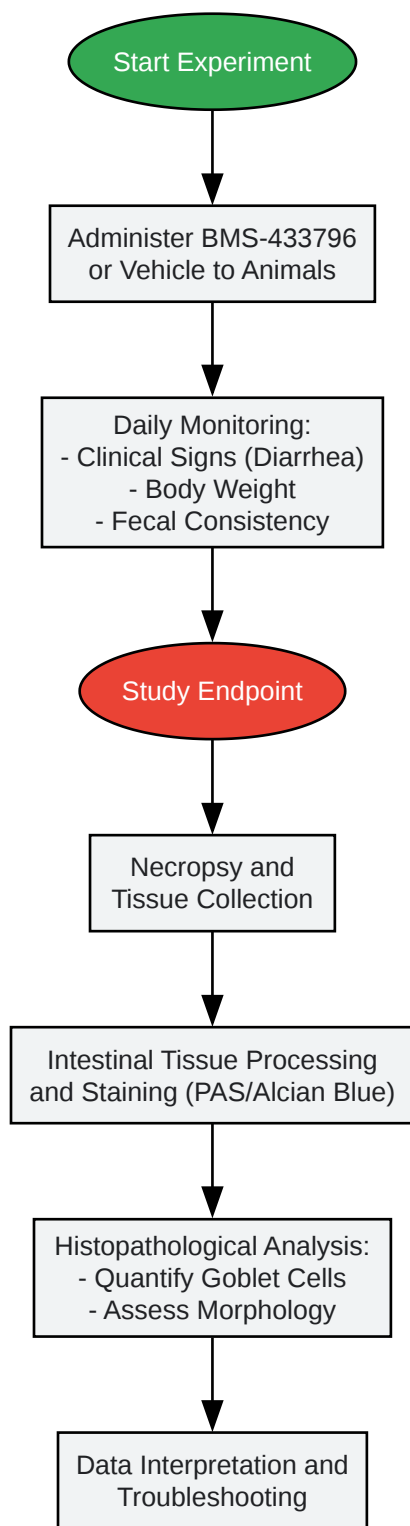 Start Experiment
Administer BMS-433796
or Vehicle to Animals
Daily Monitoring:
- Clinical Signs (Diarrhea)
- Body Weight
- Fecal Consistency
Study Endpoint
Necropsy and
Tissue Collection
Intestinal Tissue Processing
and Staining (PAS/Alcian Blue)
Histopathological Analysis:
- Quantify Goblet Cells
- Assess Morphology
Data Interpretation and
Troubleshooting